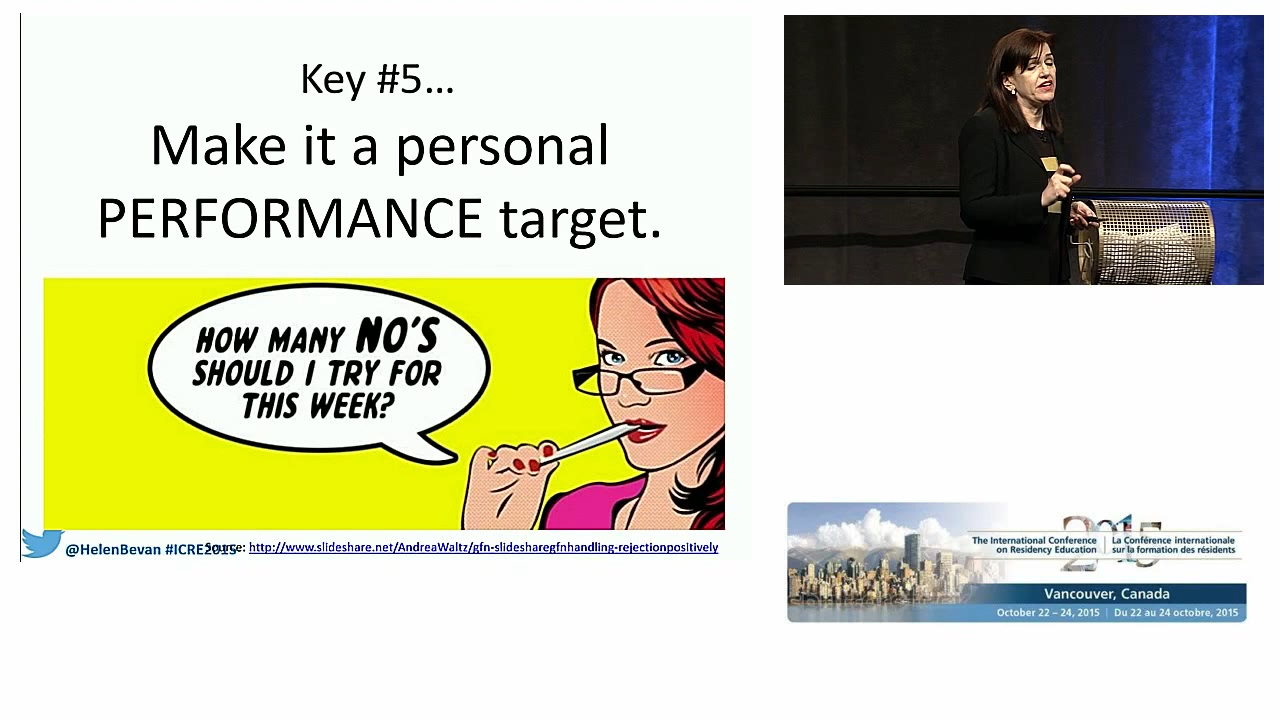 Key #5...
Make it a personal
PERFORMANCE target.
HOW MANY NO'S
SHOULD I TRY FOR
THIS WEEK?
@HelenBevan #ICRE2015
Source: http://www.slideshare.net/AndreaWaltz/gfn-slidesharegfnhandling-rejectionpositively
2015
The International Conference
on Residency Education
La Conférence internationale
sur la formation des résidents
Vancouver, Canada
October 22 – 24, 2015 | Du 22 au 24 octobre, 2015